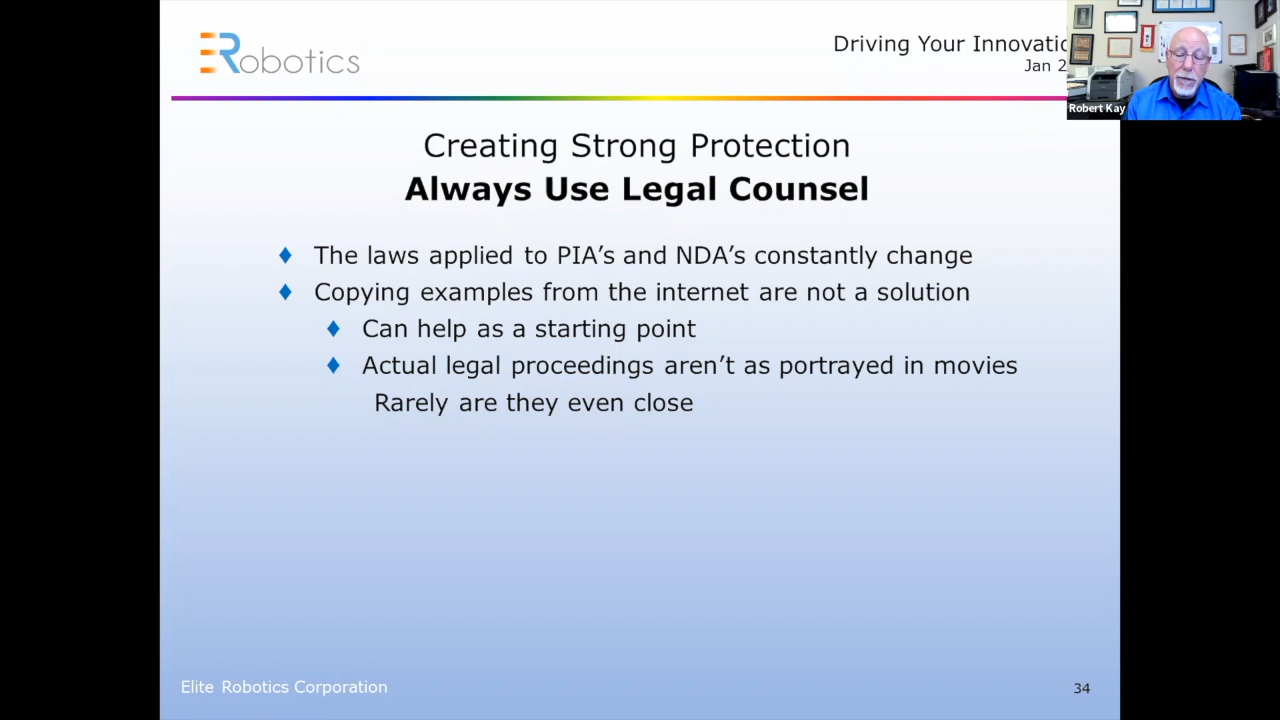 ERobotics
Driving Your Innovatio
Jan 2
Robert Kay
Creating Strong Protection
Always Use Legal Counsel
The laws applied to PIA’s and NDA’s constantly change
Copying examples from the internet are not a solution
Can help as a starting point
Actual legal proceedings aren’t as portrayed in movies
Rarely are they even close
Elite Robotics Corporation
34